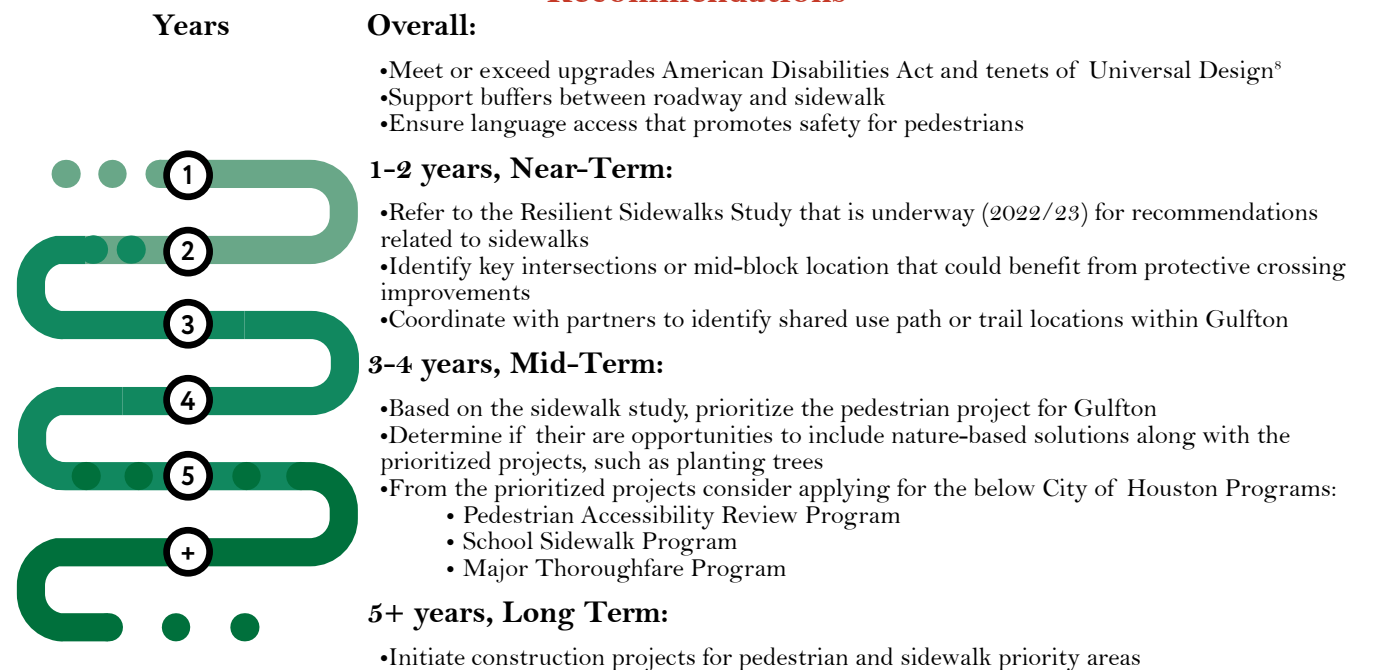 Recommendations
Years
Overall:
•Meet or exceed upgrades American Disabilities Act and tenets of Universal Design⁸
•Support buffers between roadway and sidewalk
•Ensure language access that promotes safety for pedestrians
1
1-2 years, Near-Term:
•Refer to the Resilient Sidewalks Study that is underway (2022/23) for recommendations
related to sidewalks
2
•Identify key intersections or mid-block location that could benefit from protective crossing
improvements
3
•Coordinate with partners to identify shared use path or trail locations within Gulfton
3-4 years, Mid-Term:
4
•Based on the sidewalk study, prioritize the pedestrian project for Gulfton
•Determine if their are opportunities to include nature-based solutions along with the
prioritized projects, such as planting trees
5
•From the prioritized projects consider applying for the below City of Houston Programs:
• Pedestrian Accessibility Review Program
• School Sidewalk Program
+
• Major Thoroughfare Program
5+ years, Long Term:
•Initiate construction projects for pedestrian and sidewalk priority areas